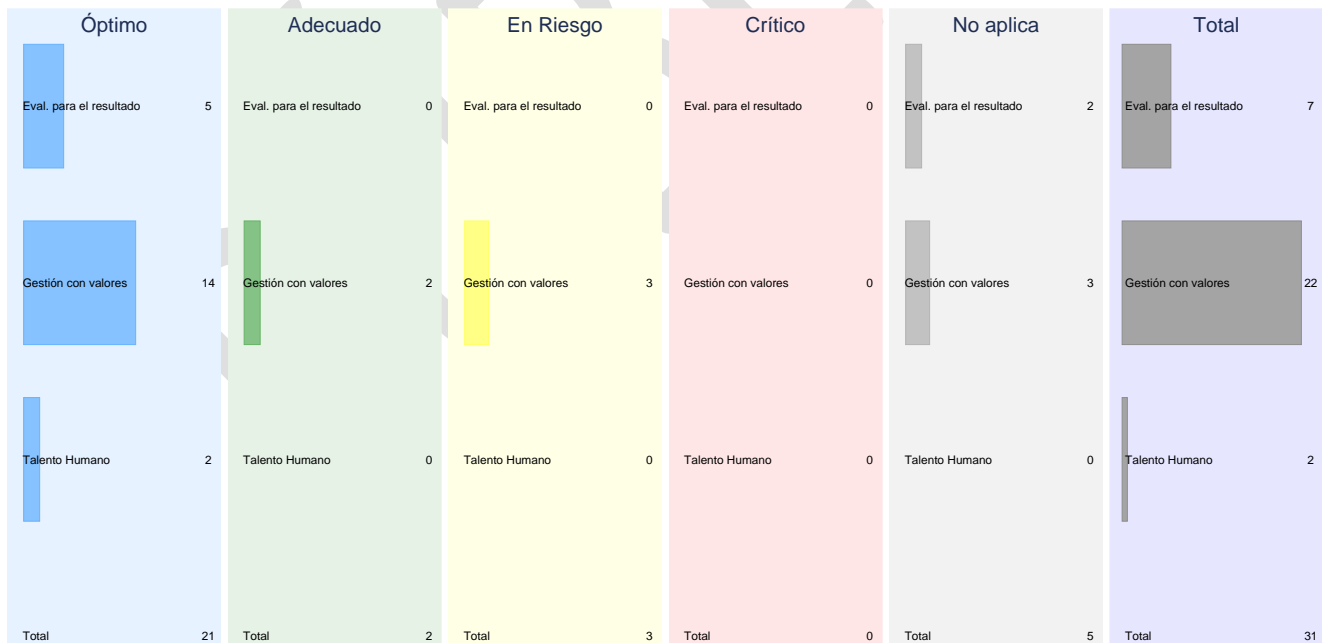 Óptimo Adecuado En Riesgo Crítico No aplica Total
Eval. para el resultado 5 Eval. para el resultado 0 Eval. para el resultado 0 Eval. para el resultado 0 Eval. para el resultado 2 Eval. para el resultado 7
Gestión con valores 14 Gestión con valores 2 Gestión con valores 3 Gestión con valores 0 Gestión con valores 3 Gestión con valores 22
Talento Humano 2 Talento Humano 0 Talento Humano 0 Talento Humano 0 Talento Humano 0 Talento Humano 2
Total 21 Total 2 Total 3 Total 0 Total 5 Total 31